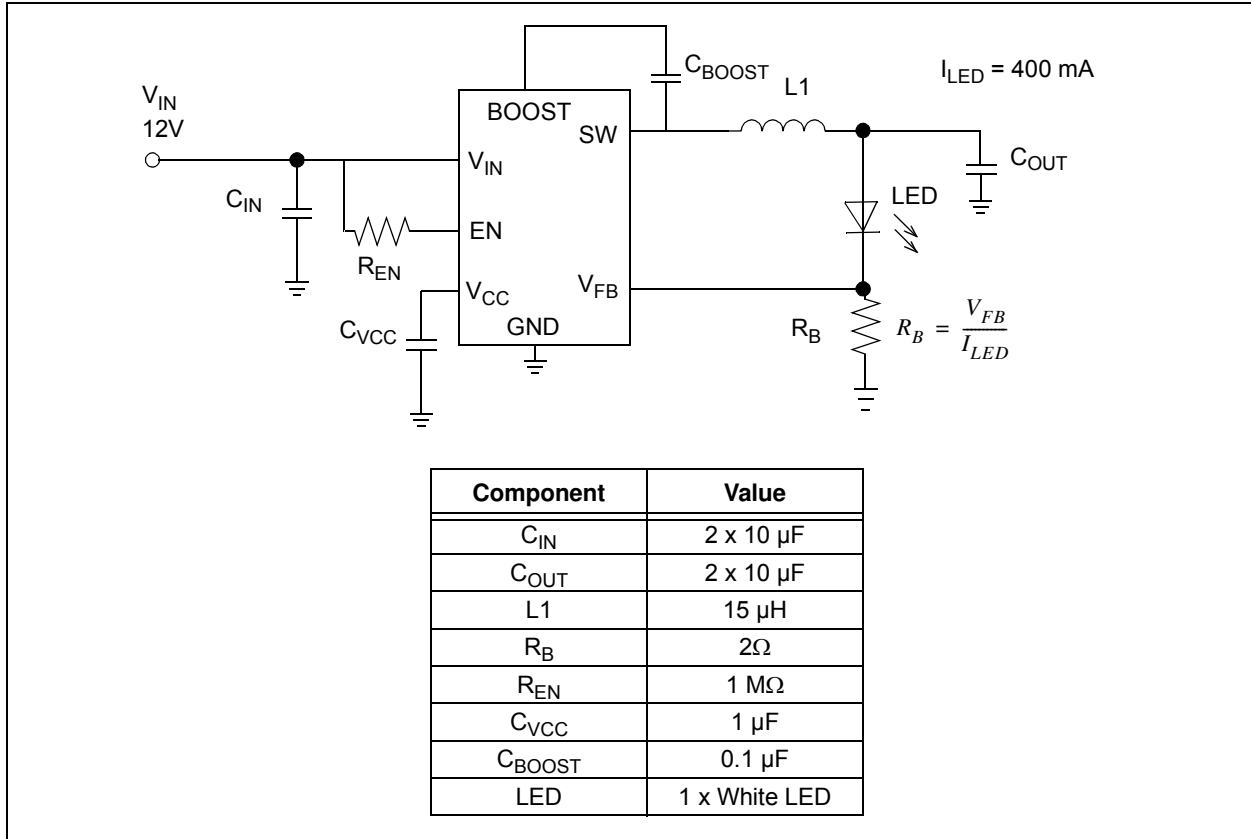 C_BOOST
L1
I_LED = 400 mA
V_IN
12V
BOOST
SW
V_IN
C_OUT
C_IN
LED
EN
R_EN
V_CC
V_FB
C_VCC
GND
R_B
R_B = V_FB / I_LED
Component Value
C_IN 2 x 10 µF
C_OUT 2 x 10 µF
L1 15 µH
R_B 2Ω
R_EN 1 MΩ
C_VCC 1 µF
C_BOOST 0.1 µF
LED 1 x White LED